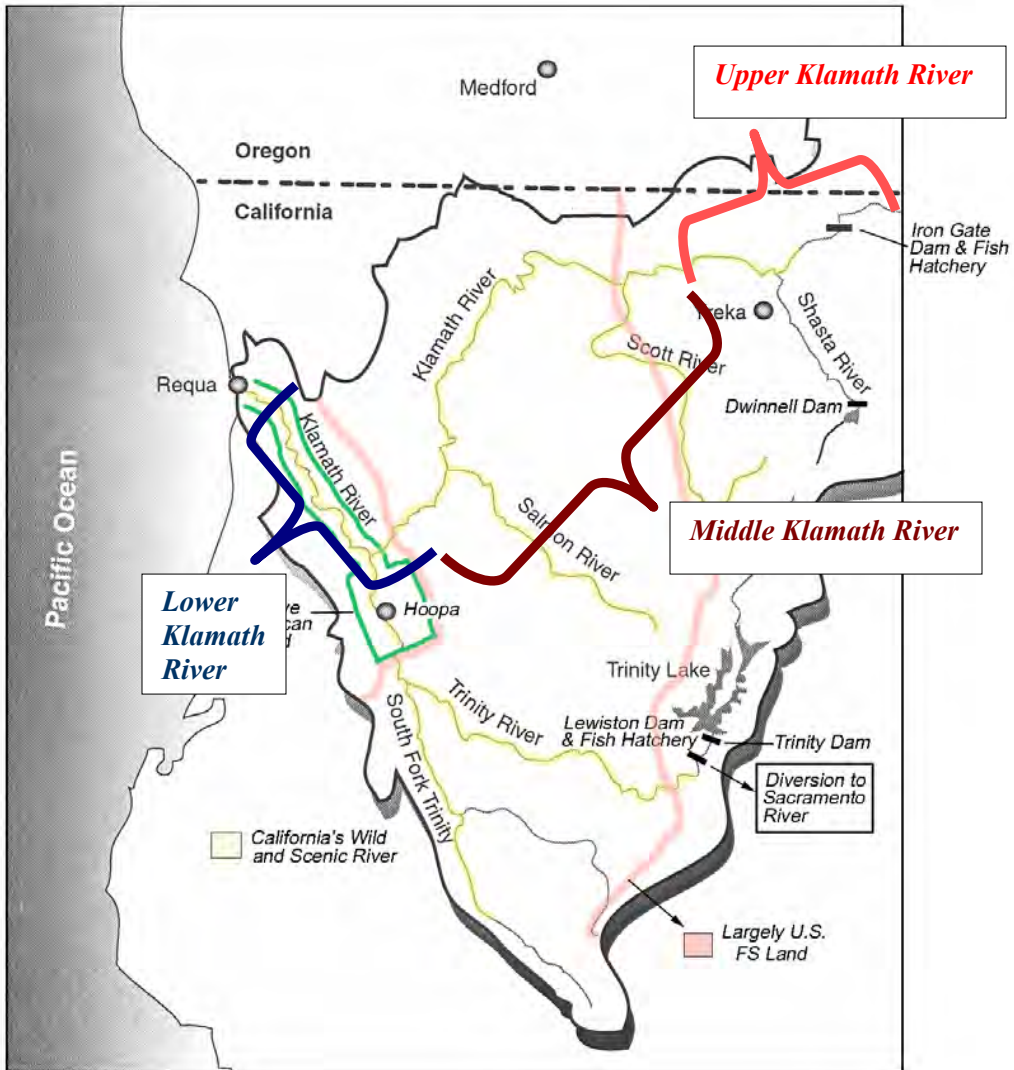 Upper Klamath River
Medford
Oregon
California
Iron Gate
Dam & Fish
Hatchery
Klamath River
Shasta River
Scott River
Requa
Dwinnell Dam
Klamath River
Pacific Ocean
Salmon River
Middle Klamath River
Lower
Klamath
River
Hoopa
Trinity Lake
Trinity River
Lewiston Dam
& Fish Hatchery
Trinity Dam
South Fork Trinity
Diversion to
Sacramento
River
California's Wild
and Scenic River
Largely U.S.
FS Land